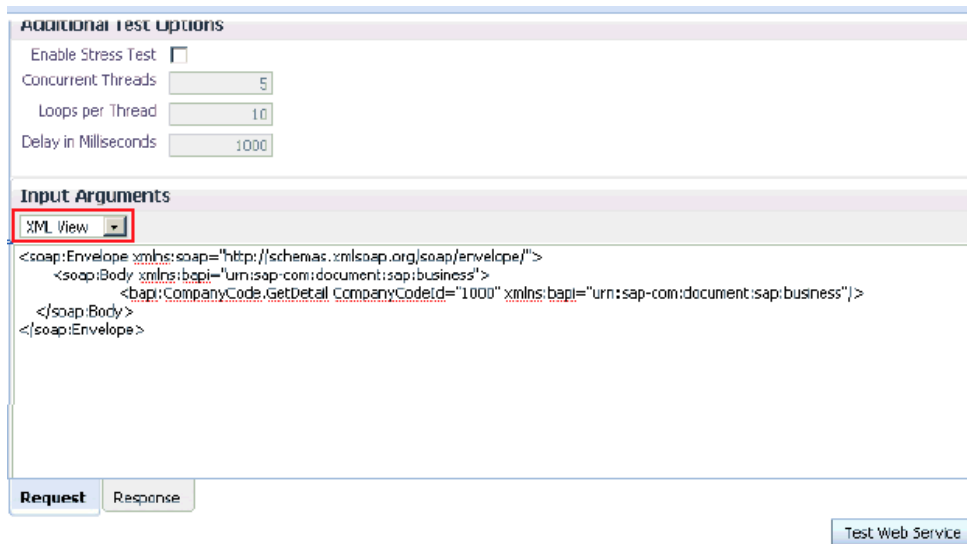 Additional Test Options
Enable Stress Test
Concurrent Threads 5
Loops per Thread 10
Delay in Milliseconds 1000
Input Arguments
XML View
<soap:Envelope xmlns:soap="http://schemas.xmlsoap.org/soap/envelope/">
<soap:Body xmlns:bapi="urn:sap-com:document:sap:business">
<bapi:CompanyCode.GetDetail CompanyCodeId="1000" xmlns:bapi="urn:sap-com:document:sap:business"/>
</soap:Body>
</soap:Envelope>
Request Response
Test Web Service